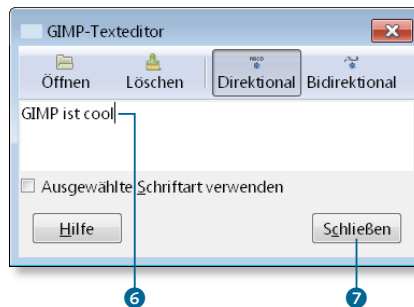 GIMP-Texteditor
Öffnen Löschen Direktional Bidirektional
GIMP ist cool
Ausgewählte Schriftart verwenden
Hilfe Schließen
6 7